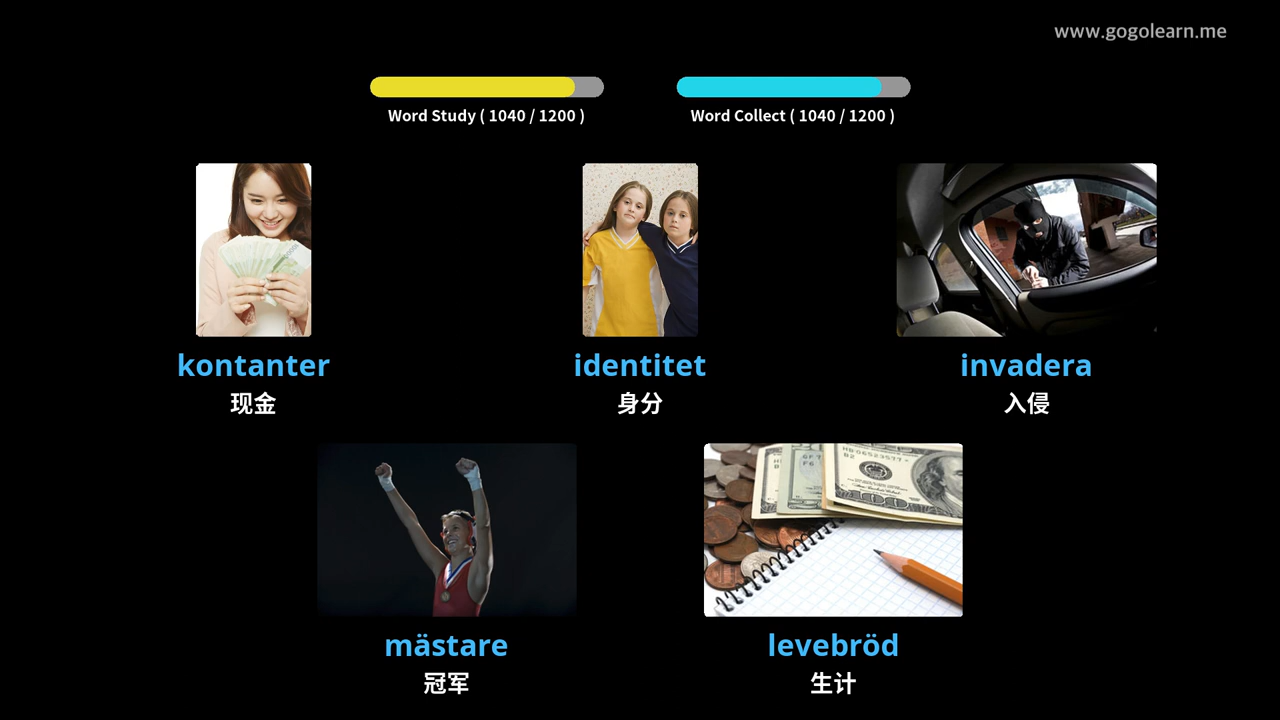 www.gogolearn.me
Word Study ( 1040 / 1200 )
Word Collect ( 1040 / 1200 )
kontanter
identitet
invadera
现金
身分
入侵
mästare
levebröd
冠军
生计